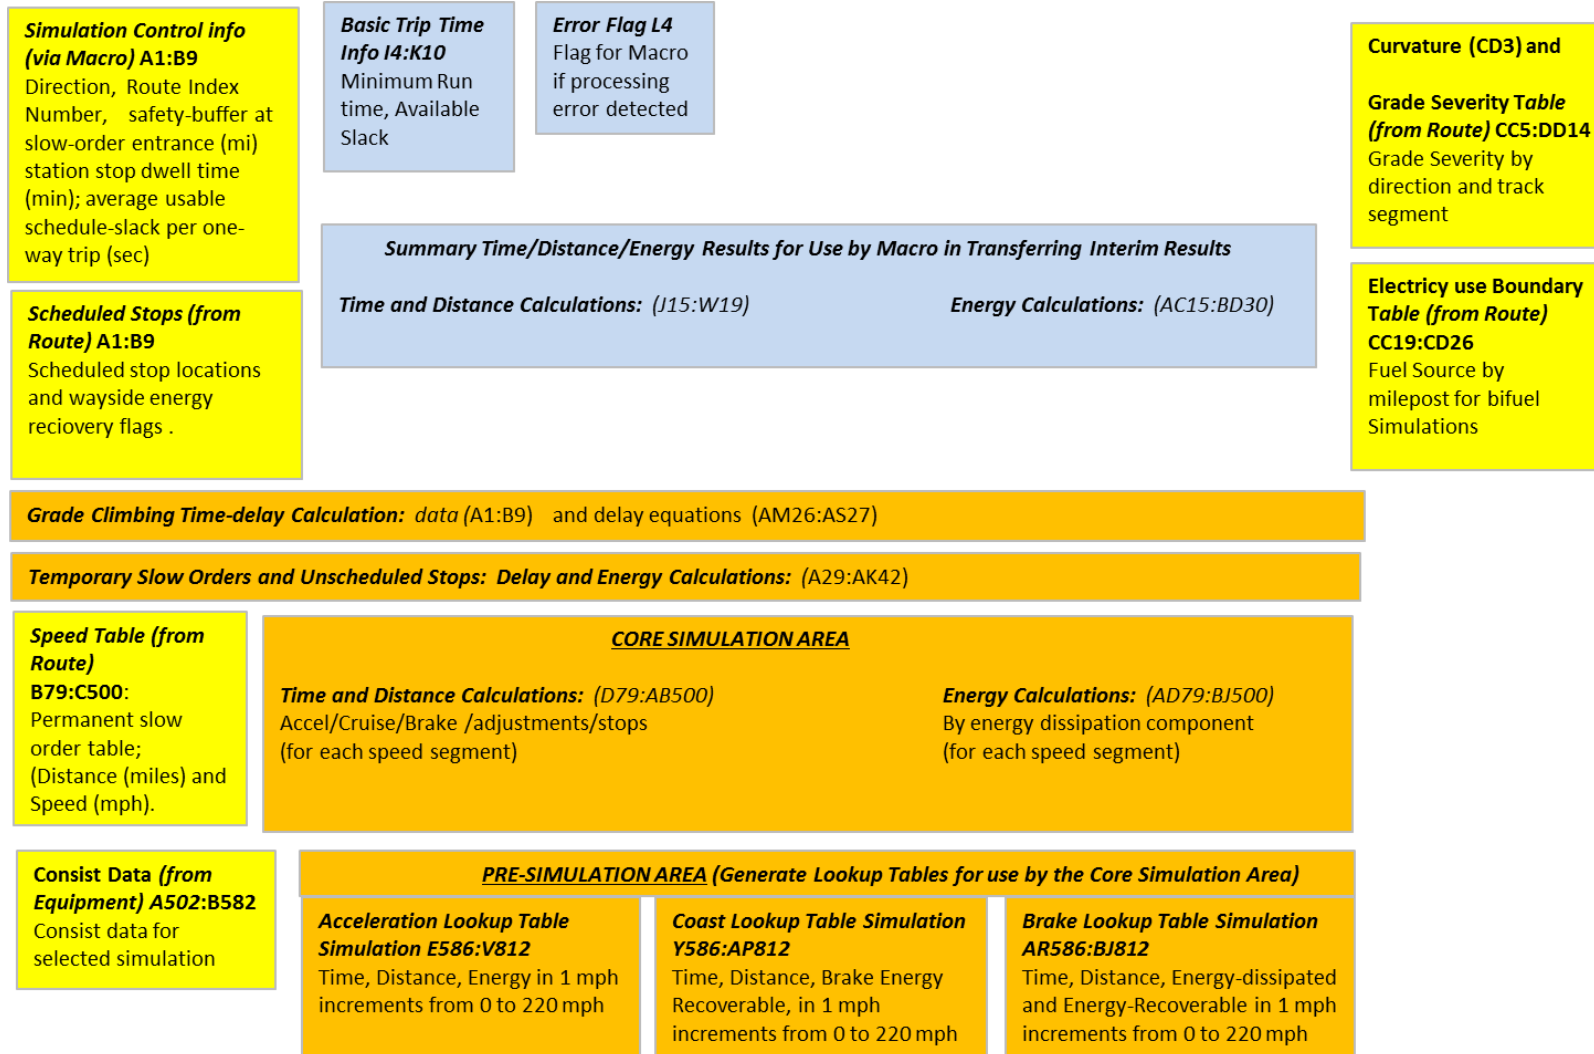 Simulation Control info
(via Macro) A1:B9
Direction, Route Index
Number, safety-buffer at
slow-order entrance (mi)
station stop dwell time
(min); average usable
schedule-slack per one-
way trip (sec)
Basic Trip Time
Info I4:K10
Minimum Run
time, Available
Slack
Error Flag L4
Flag for Macro
if processing
error detected
Curvature (CD3) and
Grade Severity Table
(from Route) CC5:DD14
Grade Severity by
direction and track
segment
Summary Time/Distance/Energy Results for Use by Macro in Transferring Interim Results
Time and Distance Calculations: (J15:W19)
Energy Calculations: (AC15:BD30)
Scheduled Stops (from
Route) A1:B9
Scheduled stop locations
and wayside energy
reciovery flags .
Electricy use Boundary
Table (from Route)
CC19:CD26
Fuel Source by
milepost for bifuel
Simulations
Grade Climbing Time-delay Calculation: data (A1:B9) and delay equations (AM26:AS27)
Temporary Slow Orders and Unscheduled Stops: Delay and Energy Calculations: (A29:AK42)
Speed Table (from
Route)
B79:C500:
Permanent slow
order table;
(Distance (miles) and
Speed (mph).
CORE SIMULATION AREA
Time and Distance Calculations: (D79:AB500)
Accel/Cruise/Brake /adjustments/stops
(for each speed segment)
Energy Calculations: (AD79:BJ500)
By energy dissipation component
(for each speed segment)
Consist Data (from
Equipment) A502:B582
Consist data for
selected simulation
PRE-SIMULATION AREA (Generate Lookup Tables for use by the Core Simulation Area)
Acceleration Lookup Table
Simulation E586:V812
Time, Distance, Energy in 1 mph
increments from 0 to 220 mph
Coast Lookup Table Simulation
Y586:AP812
Time, Distance, Brake Energy
Recoverable, in 1 mph
increments from 0 to 220 mph
Brake Lookup Table Simulation
AR586:BJ812
Time, Distance, Energy-dissipated
and Energy-Recoverable in 1 mph
increments from 0 to 220 mph